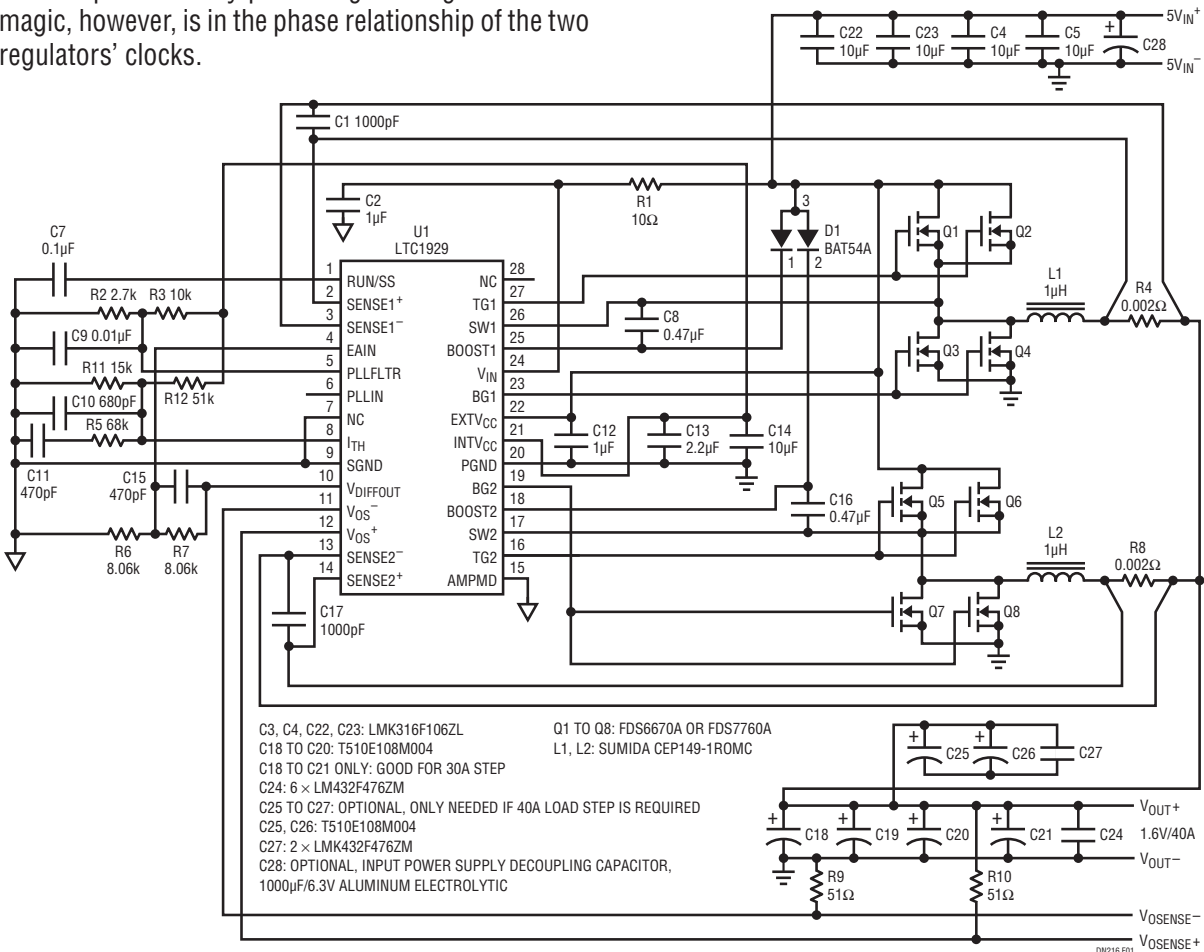 magic, however, is in the phase relationship of the two
regulators' clocks.
5VIN+
C22
10µF
C23
10µF
C4
10µF
C5
10µF
+
C28
5VIN–
C1 1000pF
C2
1µF
R1
10Ω
3
D1
BAT54A
1
2
Q1
Q2
C7
0.1µF
U1
LTC1929
R2 2.7k
R3 10k
C9 0.01µF
R11 15k
R12 51k
C10 680pF
R5 68k
C11
470pF
C15
470pF
R6
8.06k
R7
8.06k
1
RUN/SS
2
SENSE1+
3
SENSE1–
4
EAIN
5
PLLFLTR
6
PLLIN
7
NC
8
ITH
9
SGND
10
VDIFFOUT
11
VOS–
12
VOS+
13
SENSE2–
14
SENSE2+
28
NC
27
TG1
26
SW1
25
BOOST1
24
VIN
23
BG1
22
EXTVCC
21
INTVCC
20
PGND
19
BG2
18
BOOST2
17
SW2
16
TG2
15
AMPMD
C8
0.47µF
L1
1µH
R4
0.002Ω
Q3
Q4
C12
1µF
C13
2.2µF
C14
10µF
C16
0.47µF
Q5
Q6
L2
1µH
R8
0.002Ω
Q7
Q8
C17
1000pF
C3, C4, C22, C23: LMK316F106ZL
C18 TO C20: T510E108M004
C18 TO C21 ONLY: GOOD FOR 30A STEP
C24: 6 × LM432F476ZM
C25 TO C27: OPTIONAL, ONLY NEEDED IF 40A LOAD STEP IS REQUIRED
C25, C26: T510E108M004
C27: 2 × LMK432F476ZM
C28: OPTIONAL, INPUT POWER SUPPLY DECOUPLING CAPACITOR,
1000µF/6.3V ALUMINUM ELECTROLYTIC
Q1 TO Q8: FDS6670A OR FDS7760A
L1, L2: SUMIDA CEP149-1ROMC
+
C25
+
C26
C27
+
C18
+
C19
+
C20
+
C21
C24
VOUT+
1.6V/40A
VOUT–
R9
51Ω
R10
51Ω
VOSENSE–
VOSENSE+
DN216 F01